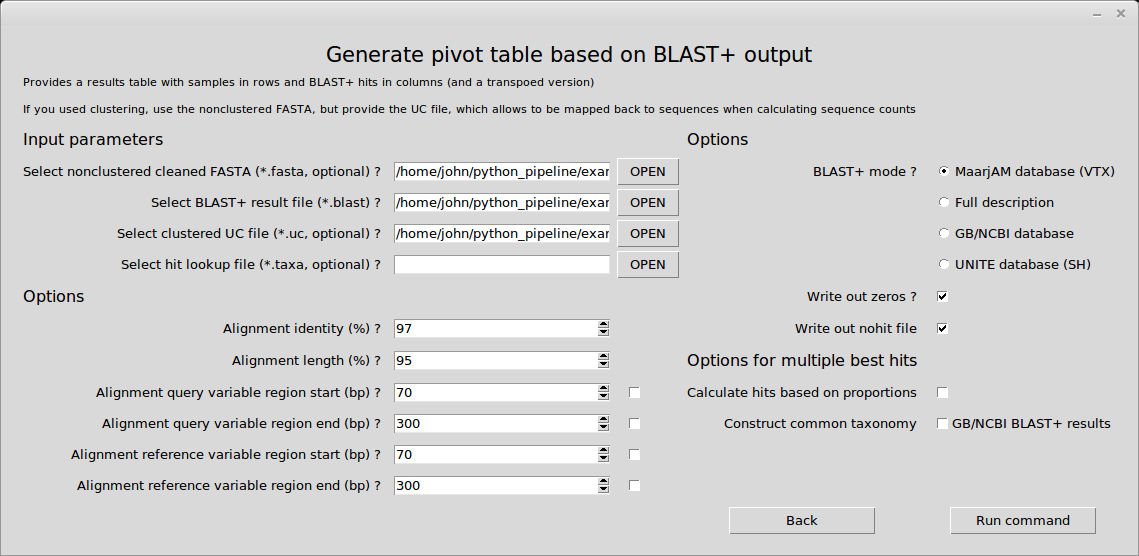 Generate pivot table based on BLAST+ output
Provides a results table with samples in rows and BLAST+ hits in columns (and a transpoed version)
If you used clustering, use the nonclustered FASTA, but provide the UC file, which allows to be mapped back to sequences when calculating sequence counts
Input parameters
Select nonclustered cleaned FASTA (*.fasta, optional) ? /home/john/python_pipeline/exar OPEN
Select BLAST+ result file (*.blast) ? /home/john/python_pipeline/exar OPEN
Select clustered UC file (*.uc, optional) ? /home/john/python_pipeline/exar OPEN
Select hit lookup file (*.taxa, optional) ? OPEN
Options
Alignment identity (%) ? 97
Alignment length (%) ? 95
Alignment query variable region start (bp) ? 70
Alignment query variable region end (bp) ? 300
Alignment reference variable region start (bp) ? 70
Alignment reference variable region end (bp) ? 300
Options
BLAST+ mode ? MaarjAM database (VTX)
Full description
GB/NCBI database
UNITE database (SH)
Write out zeros ?
Write out nohit file
Options for multiple best hits
Calculate hits based on proportions
Construct common taxonomy GB/NCBI BLAST+ results
Back Run command